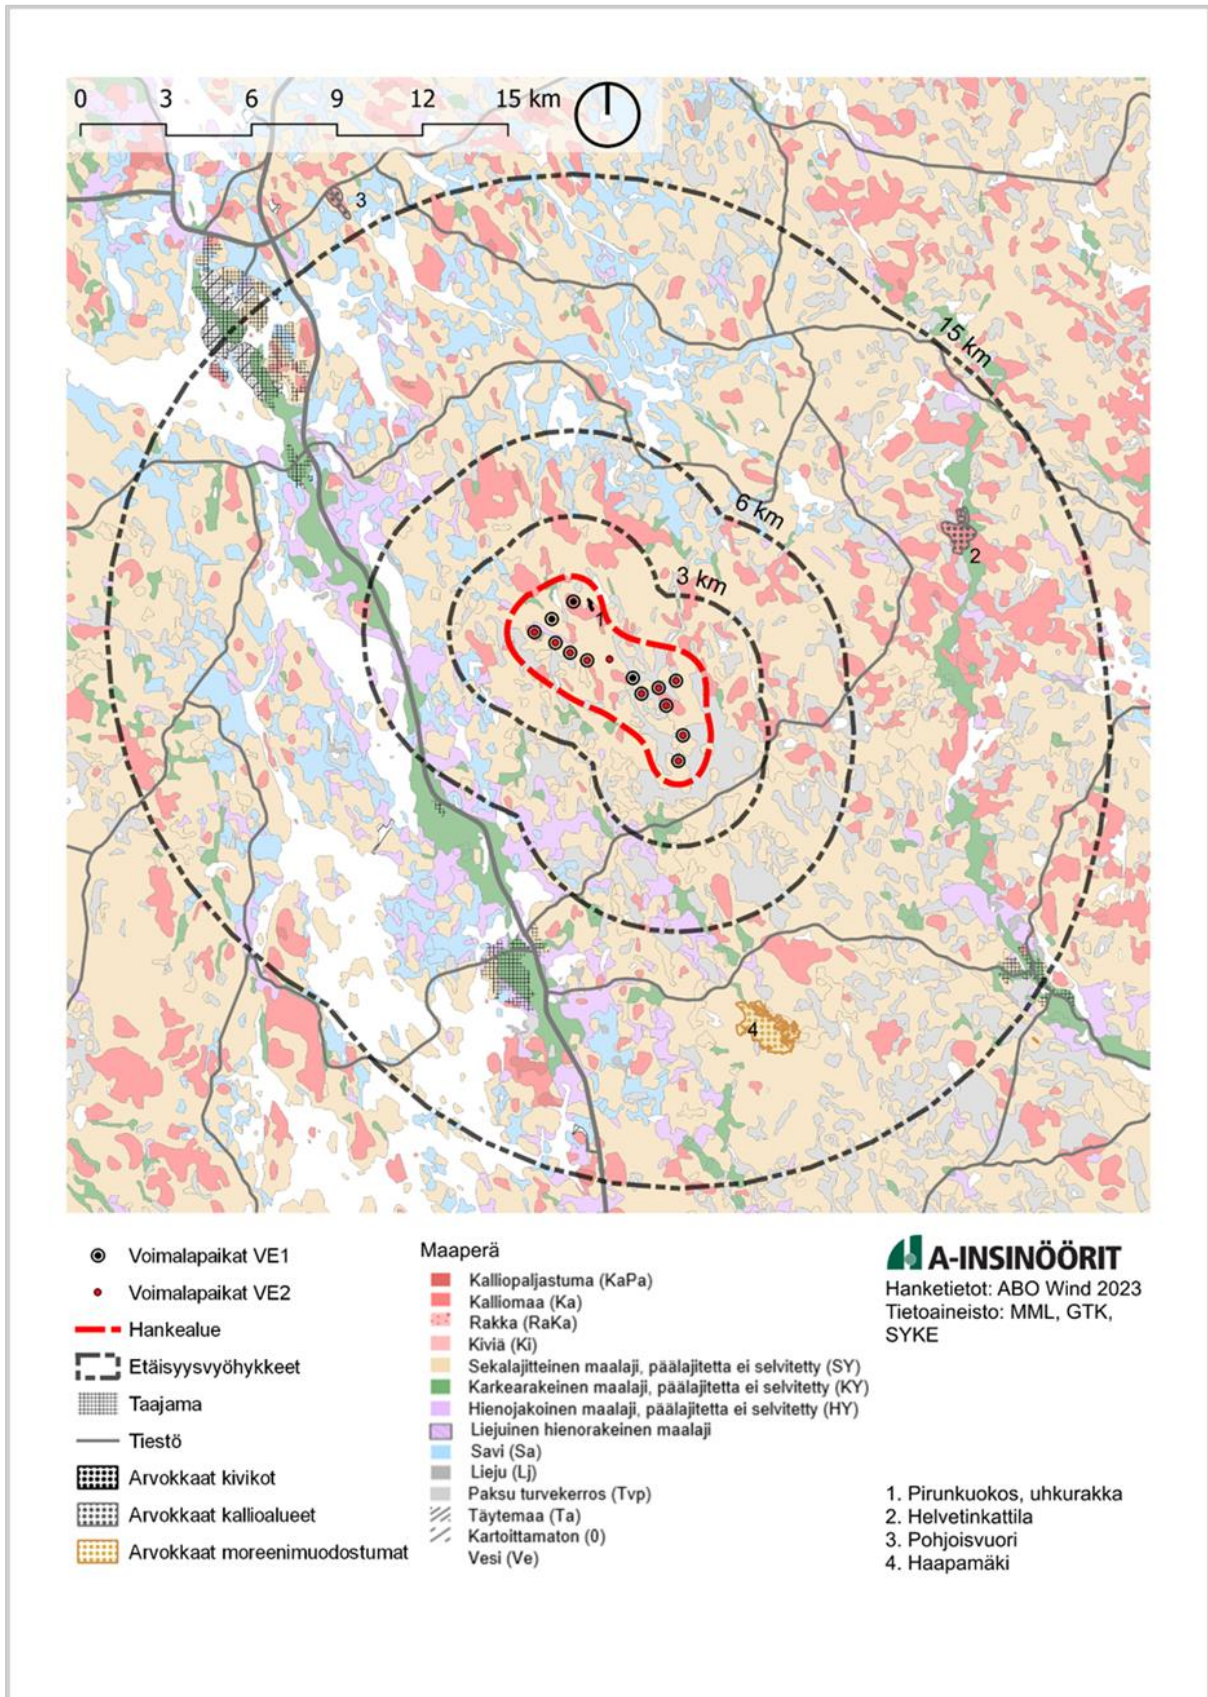 0 3 6 9 12 15 km
3
15 km
6 km
2
3 km
1
4
Voimalapaikat VE1
Voimalapaikat VE2
Hankealue
Etäisyysvyöhykkeet
Taajama
Tiestö
Arvokkaat kivikot
Arvokkaat kallioalueet
Arvokkaat moreenimuodostumat
Maaperä
Kalliopaljastuma (KaPa)
Kalliomaa (Ka)
Rakka (RaKa)
Kiviä (Ki)
Sekalajitteinen maalaji, päälajitetta ei selvitetty (SY)
Karkearakeinen maalaji, päälajitetta ei selvitetty (KY)
Hienojakoinen maalaji, päälajitetta ei selvitetty (HY)
Liejuinen hienorakeinen maalaji
Savi (Sa)
Lieju (Lj)
Paksu turvekerros (Tvp)
Täytemaa (Ta)
Kartoittamaton (0)
Vesi (Ve)
A-INSINÖÖRIT
Hanketiedot: ABO Wind 2023
Tietoaineisto: MML, GTK,
SYKE
1. Pirunkuokos, uhkurakka
2. Helvetinkattila
3. Pohjoisvuori
4. Haapamäki